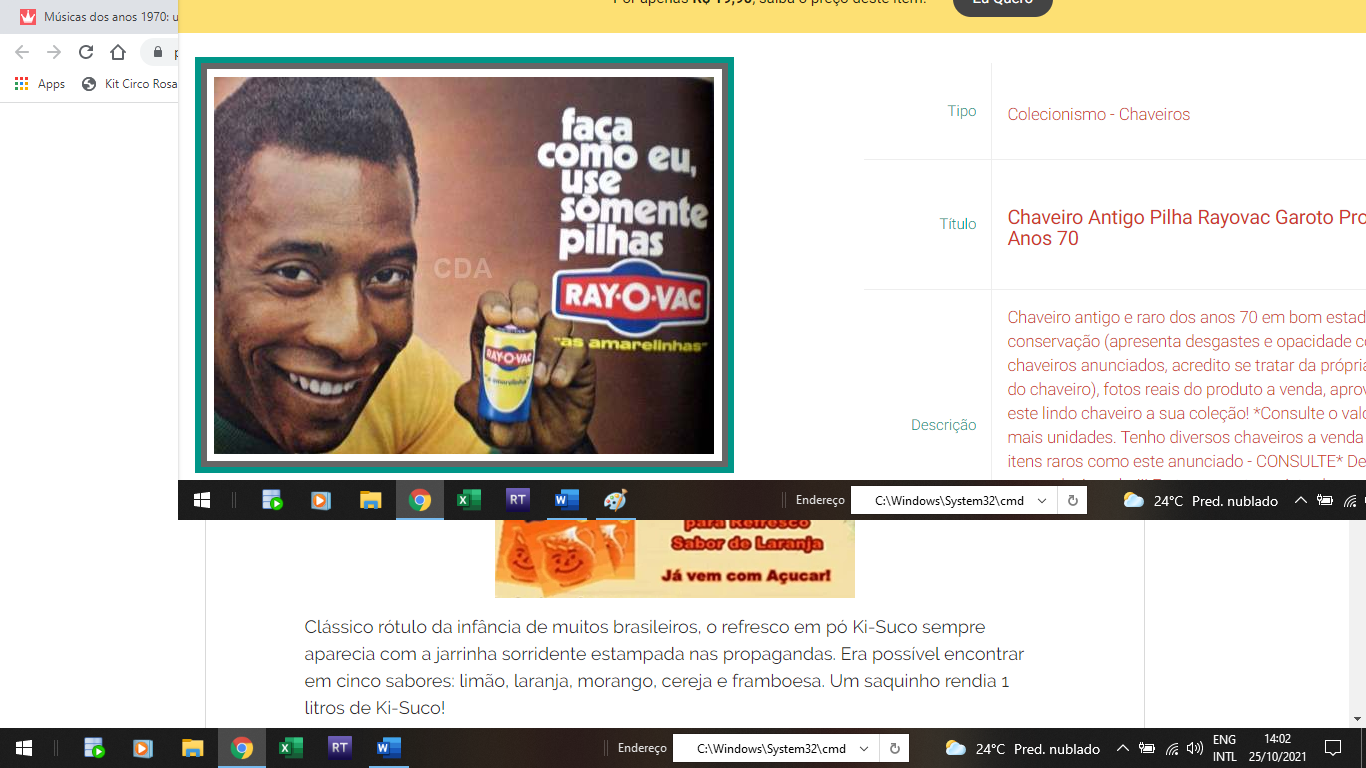 Músicas dos anos 1970: u
Por apenas R$ 19,90, saiba o preço deste item!
Eu Quero
Apps
Kit Circo Rosa
faça
como eu,
use
sòmente
pilhas
RAY-O-VAC
"as amarelinhas"
CDA
RAY-O-VAC
"a amarelinha"
Tipo
Colecionismo - Chaveiros
Título
Chaveiro Antigo Pilha Rayovac Garoto Pro
Anos 70
Descrição
Chaveiro antigo e raro dos anos 70 em bom estad
conservação (apresenta desgastes e opacidade co
chaveiros anunciados, acredito se tratar da própria
do chaveiro), fotos reais do produto a venda, aprov
este lindo chaveiro a sua coleção! *Consulte o valo
mais unidades. Tenho diversos chaveiros a venda
itens raros como este anunciado - CONSULTE* De
RT
Endereço
C:\Windows\System32\cmd
24°C Pred. nublado
para Refresco
Sabor de Laranja
Já vem com Açucar!
Clássico rótulo da infância de muitos brasileiros, o refresco em pó Ki-Suco sempre
aparecia com a jarrinha sorridente estampada nas propagandas. Era possível encontrar
em cinco sabores: limão, laranja, morango, cereja e framboesa. Um saquinho rendia 1
litros de Ki-Suco!
RT
Endereço
C:\Windows\System32\cmd
24°C Pred. nublado
ENG
INTL
14:02
25/10/2021